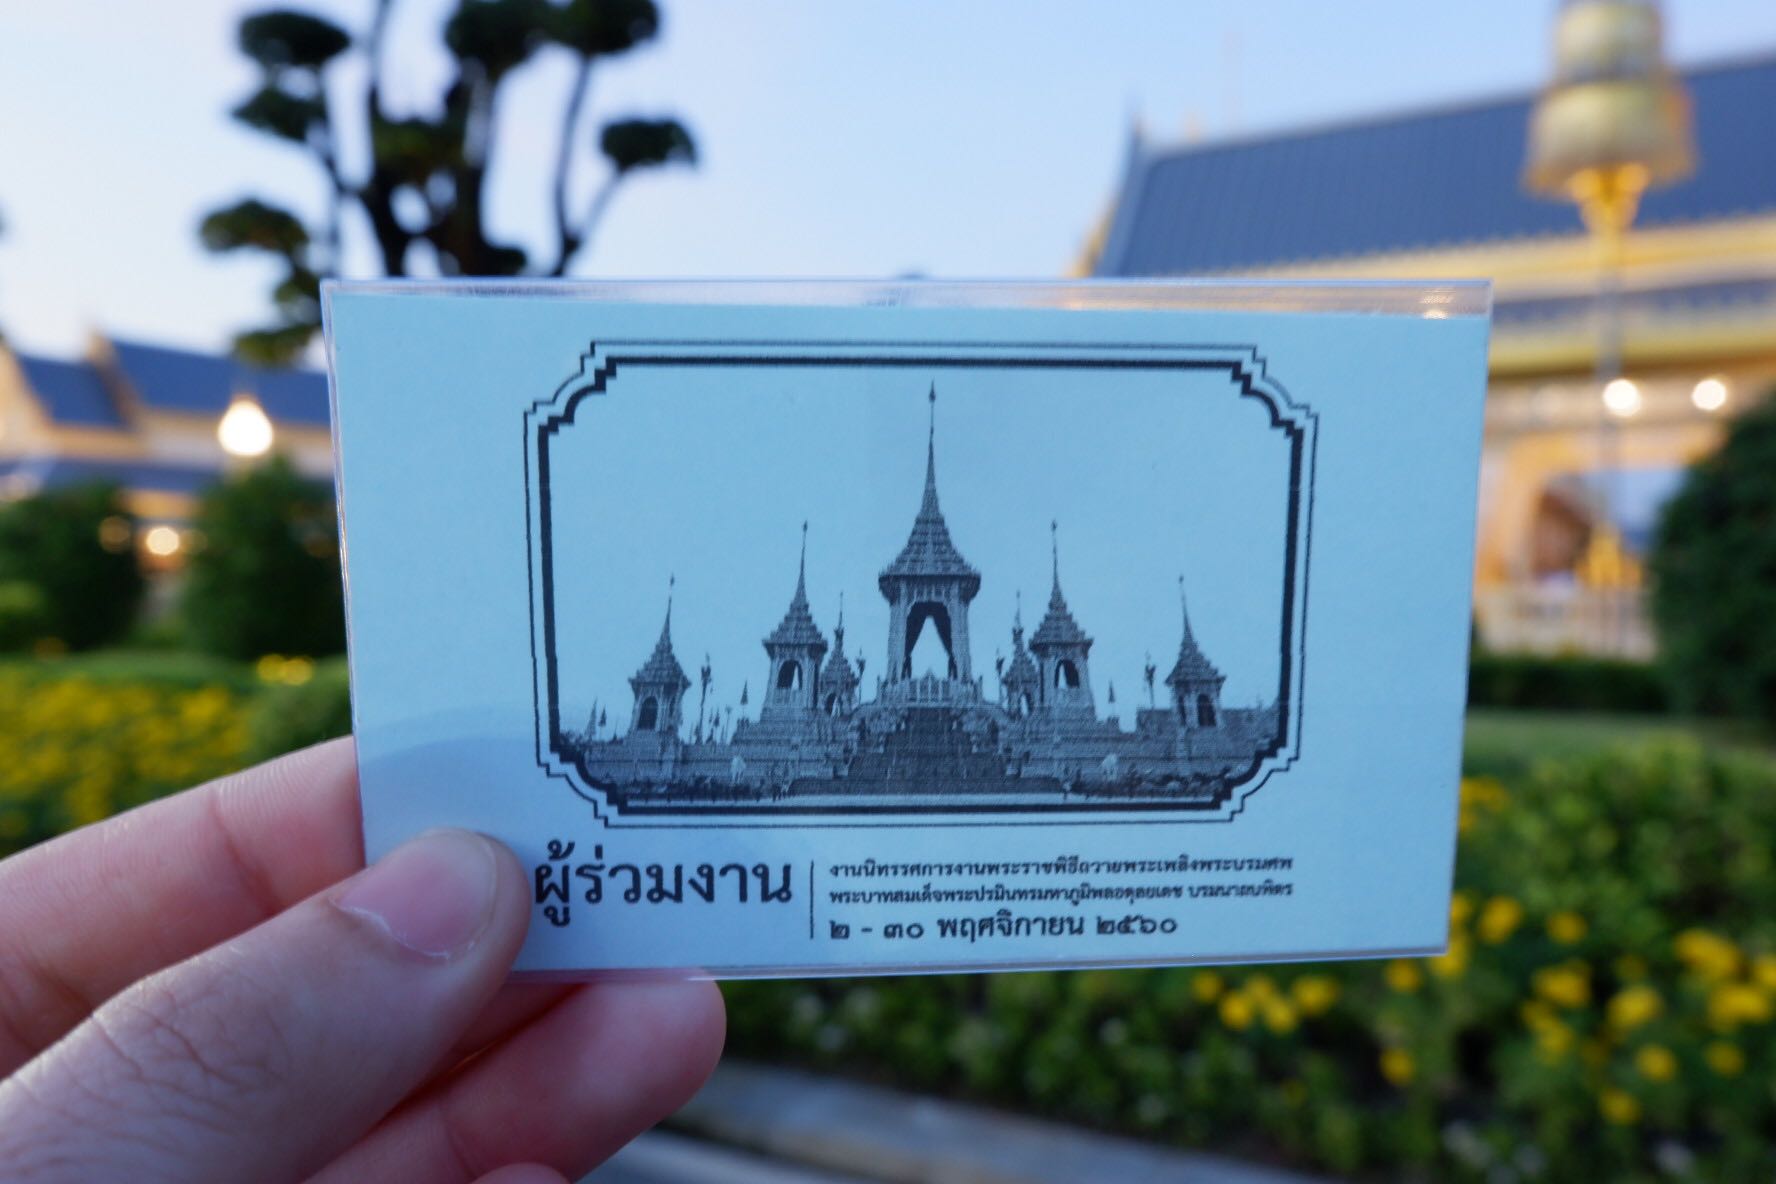 ผู้ร่วมงาน
งานนิทรรศการงานพระราชพิธีถวายพระเพลิงพระบรมศพ
พระบาทสมเด็จพระปรมินทรมหาภูมิพลอดุลยเดช บรมนาถบพิตร
๒ - ๓๐ พฤศจิกายน ๒๕๖๐